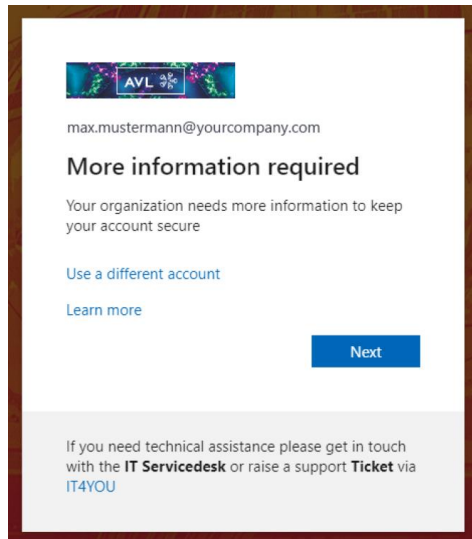 AVL
max.mustermann@yourcompany.com
More information required
Your organization needs more information to keep
your account secure
Use a different account
Learn more
Next
If you need technical assistance please get in touch
with the IT Servicedesk or raise a support Ticket via
IT4YOU